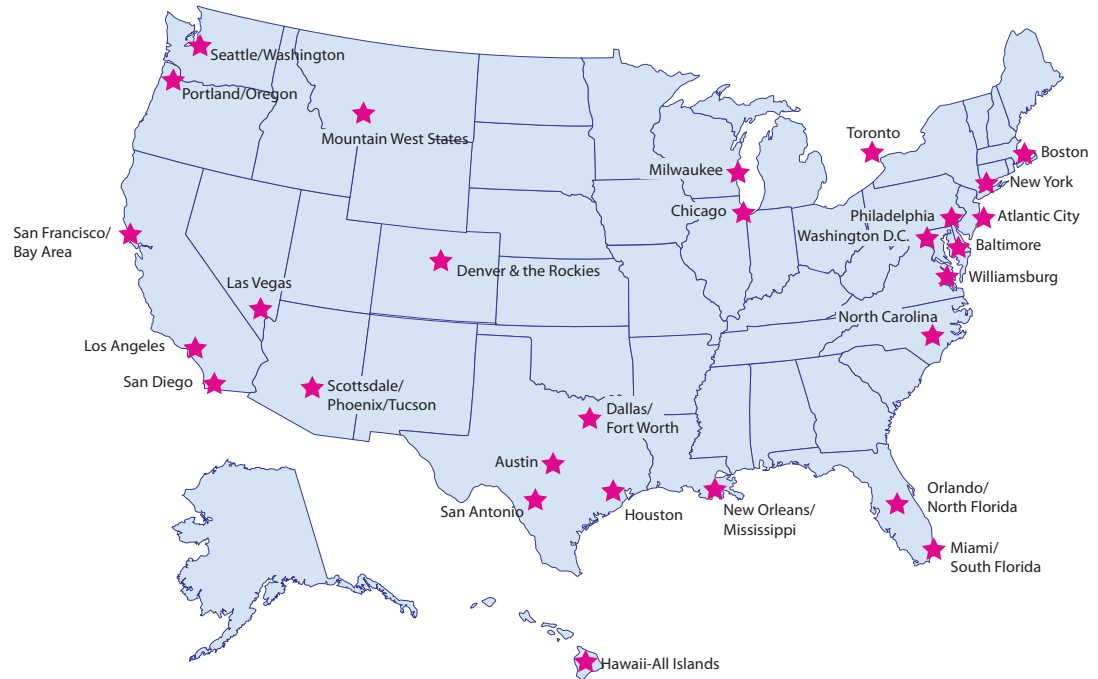 Seattle/Washington
Portland/Oregon
Mountain West States
Toronto
Boston
Milwaukee
New York
Chicago
Philadelphia
Atlantic City
San Francisco/
Bay Area
Washington D.C.
Baltimore
Denver & the Rockies
Williamsburg
Las Vegas
North Carolina
Los Angeles
San Diego
Scottsdale/
Phoenix/Tucson
Dallas/
Fort Worth
Austin
San Antonio
Houston
New Orleans/
Mississippi
Orlando/
North Florida
Miami/
South Florida
Hawaii-All Islands